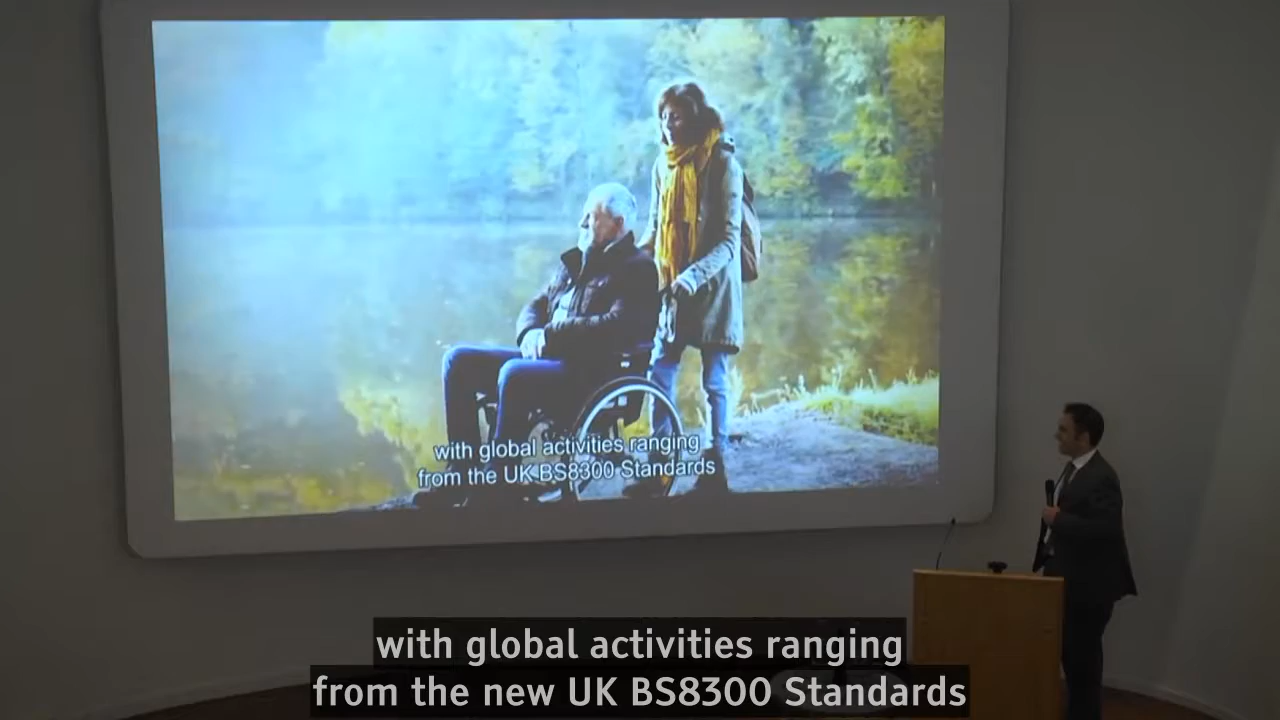 with global activities ranging
from the UK BS8300 Standards
with global activities ranging
from the new UK BS8300 Standards